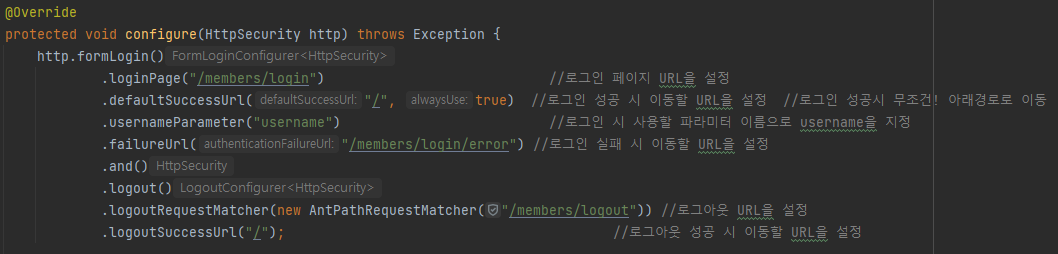 @Override
protected void configure(HttpSecurity http) throws Exception {
http.formLogin() FormLoginConfigurer<HttpSecurity>
.loginPage("/members/login") //로그인 페이지 URL을 설정
.defaultSuccessUrl( defaultSuccessUrl: "/", alwaysUse: true) //로그인 성공 시 이동할 URL을 설정 //로그인 성공시 무조건! 아래경로로 이동
.usernameParameter("username") //로그인 시 사용할 파라미터 이름으로 username을 지정
.failureUrl( authenticationFailureUrl: "/members/login/error") //로그인 실패 시 이동할 URL을 설정
.and() HttpSecurity
.logout() LogoutConfigurer<HttpSecurity>
.logoutRequestMatcher(new AntPathRequestMatcher("/members/logout")) //로그아웃 URL을 설정
.logoutSuccessUrl("/"); //로그아웃 성공 시 이동할 URL을 설정